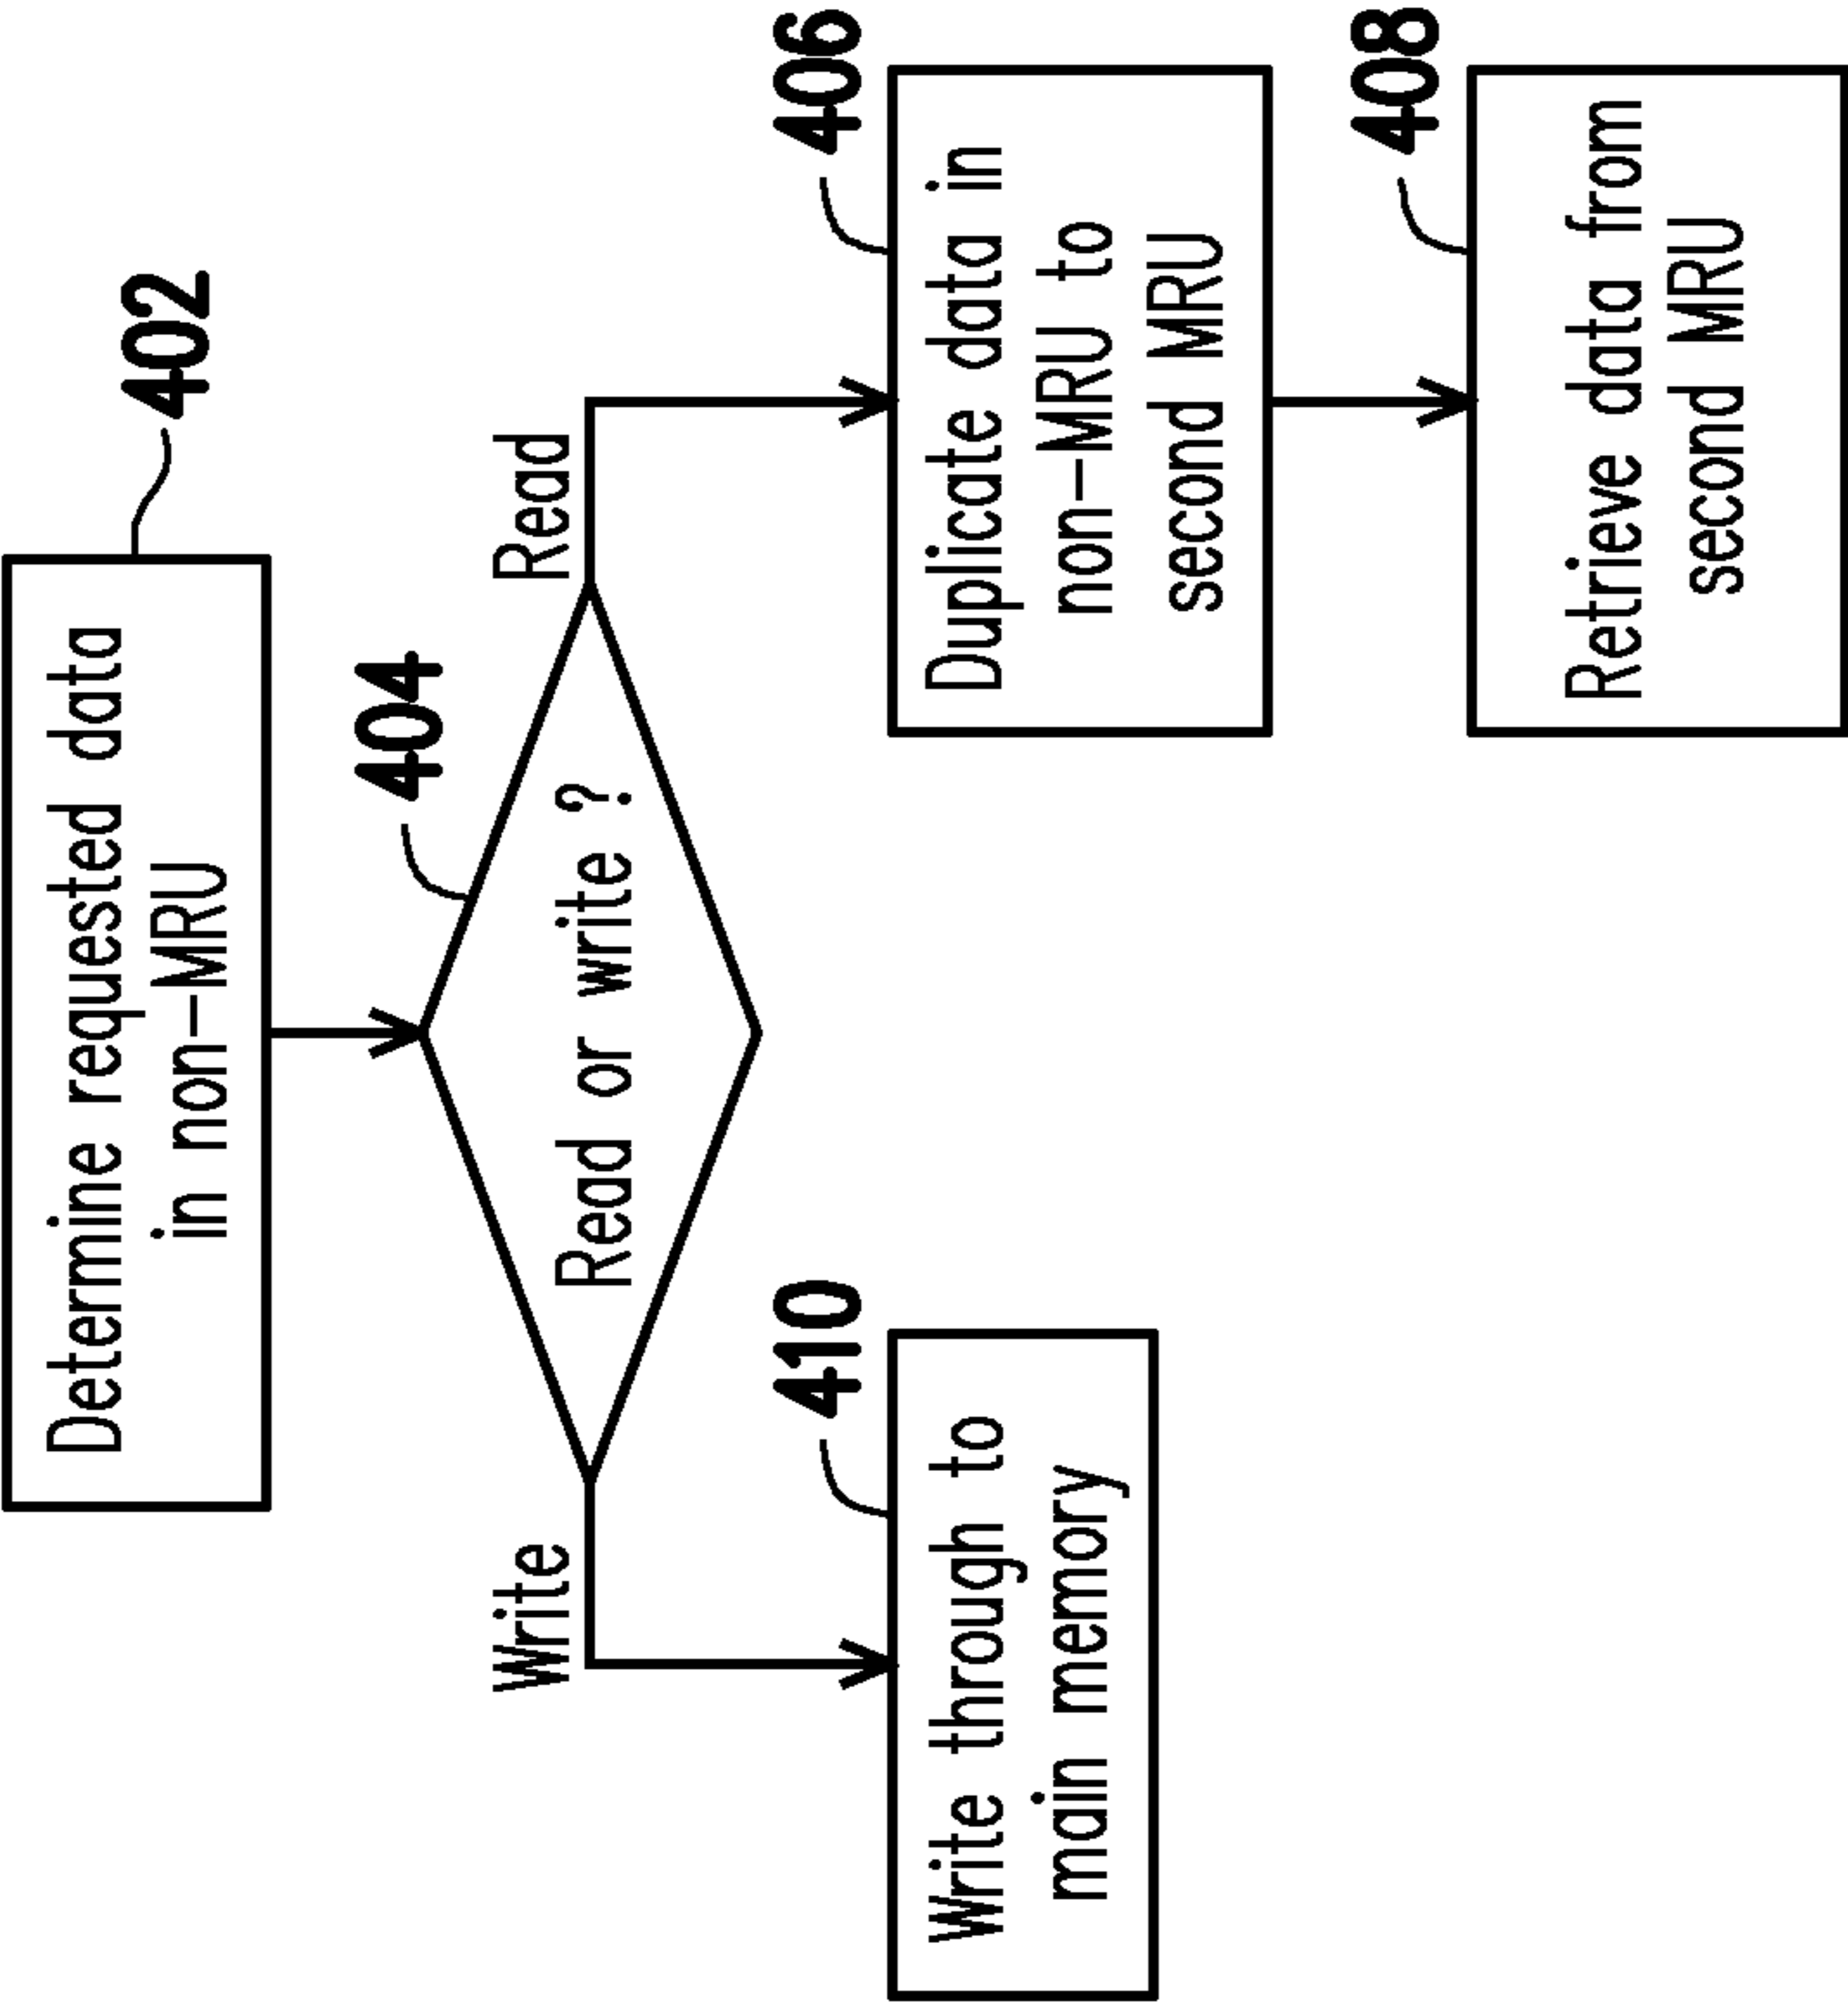 Determine requested data
in non-MRU
402
404
Read or write ?
Write
Read
410
Write through to
main memory
406
Duplicate data in
non-MRU to
second MRU
408
Retrieve data from
second MRU